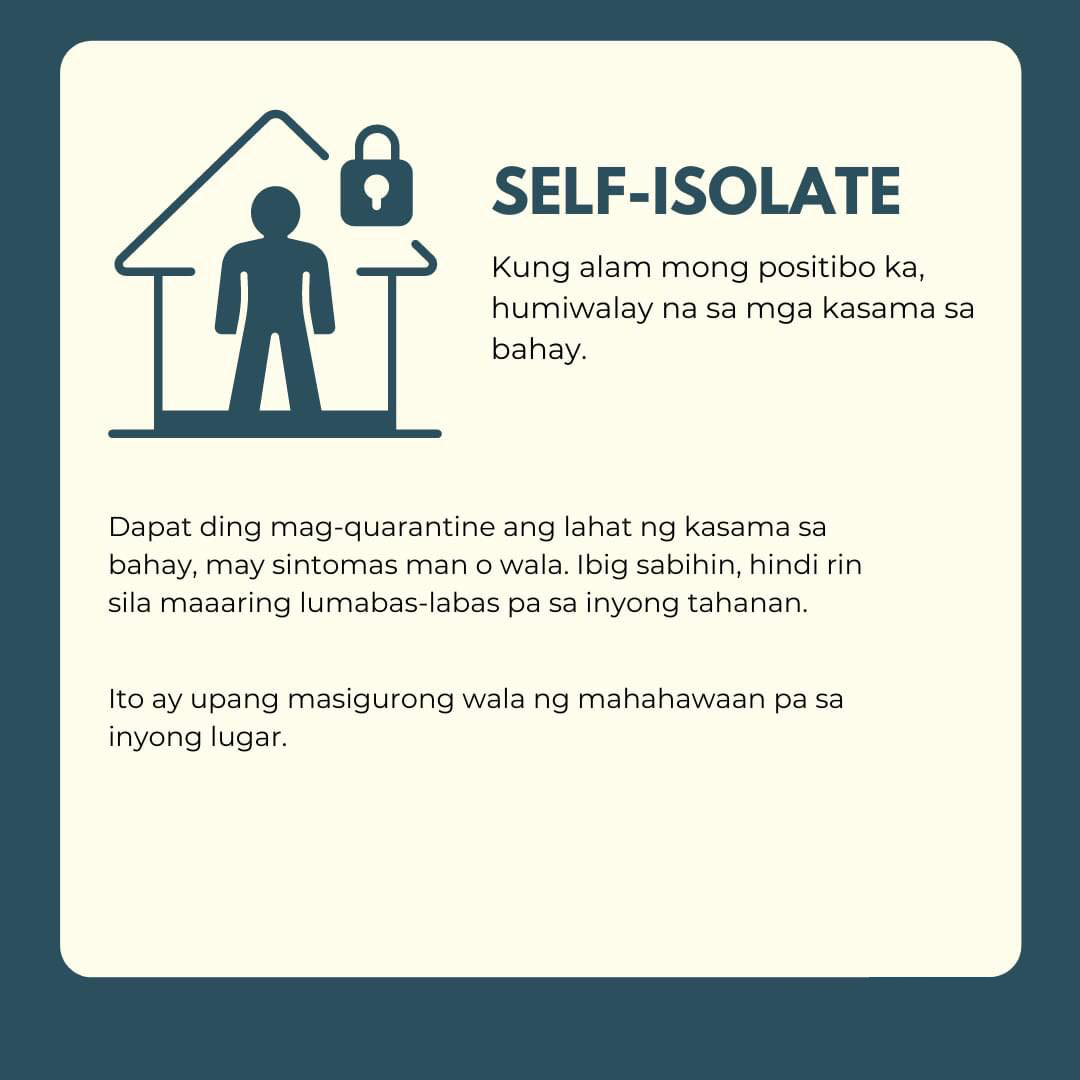 SELF-ISOLATE
Kung alam mong positibo ka,
humiwalay na sa mga kasama sa
bahay.
Dapat ding mag-quarantine ang lahat ng kasama sa
bahay, may sintomas man o wala. Ibig sabihin, hindi rin
sila maaaring lumabas-labas pa sa inyong tahanan.
Ito ay upang masigurong wala ng mahahawaan pa sa
inyong lugar.